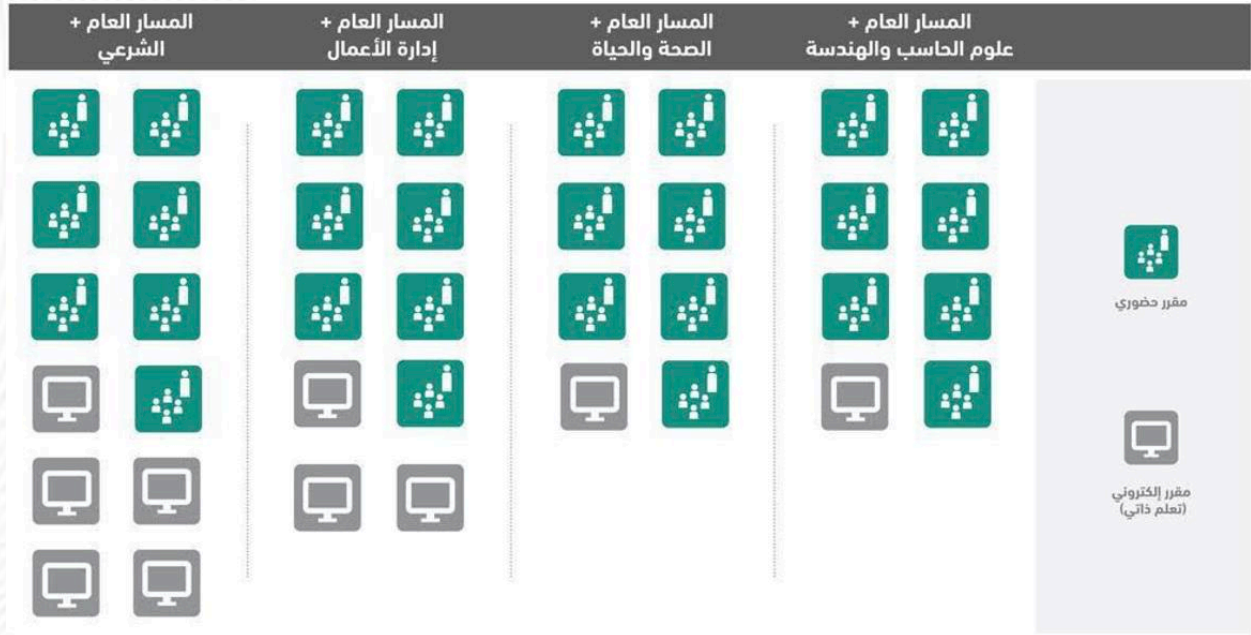 المسار العام +
علوم الحاسب والهندسة
المسار العام +
الصحة والحياة
المسار العام +
إدارة الأعمال
المسار العام +
الشرعي
مقرر حضوري
مقرر إلكتروني
(تعلم ذاتي)